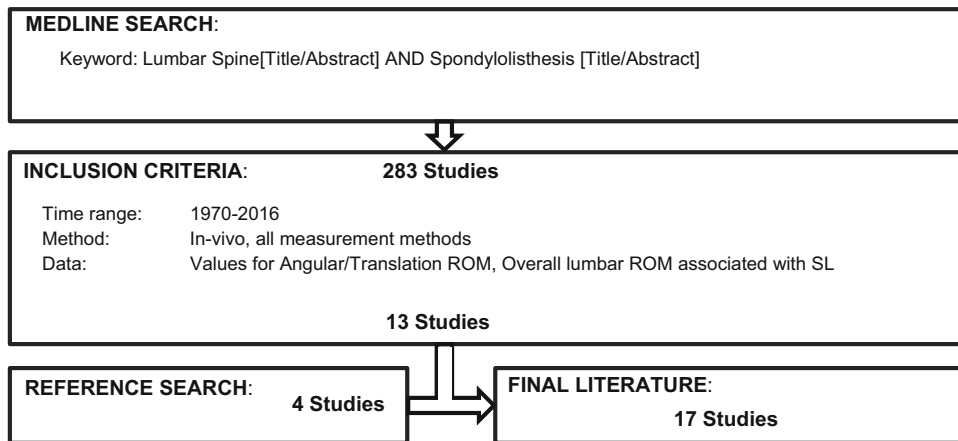 MEDLINE SEARCH:
Keyword: Lumbar Spine[Title/Abstract] AND Spondylolisthesis [Title/Abstract]
INCLUSION CRITERIA: 283 Studies
Time range: 1970-2016
Method: In-vivo, all measurement methods
Data: Values for Angular/Translation ROM, Overall lumbar ROM associated with SL
13 Studies
REFERENCE SEARCH:
4 Studies
FINAL LITERATURE:
17 Studies